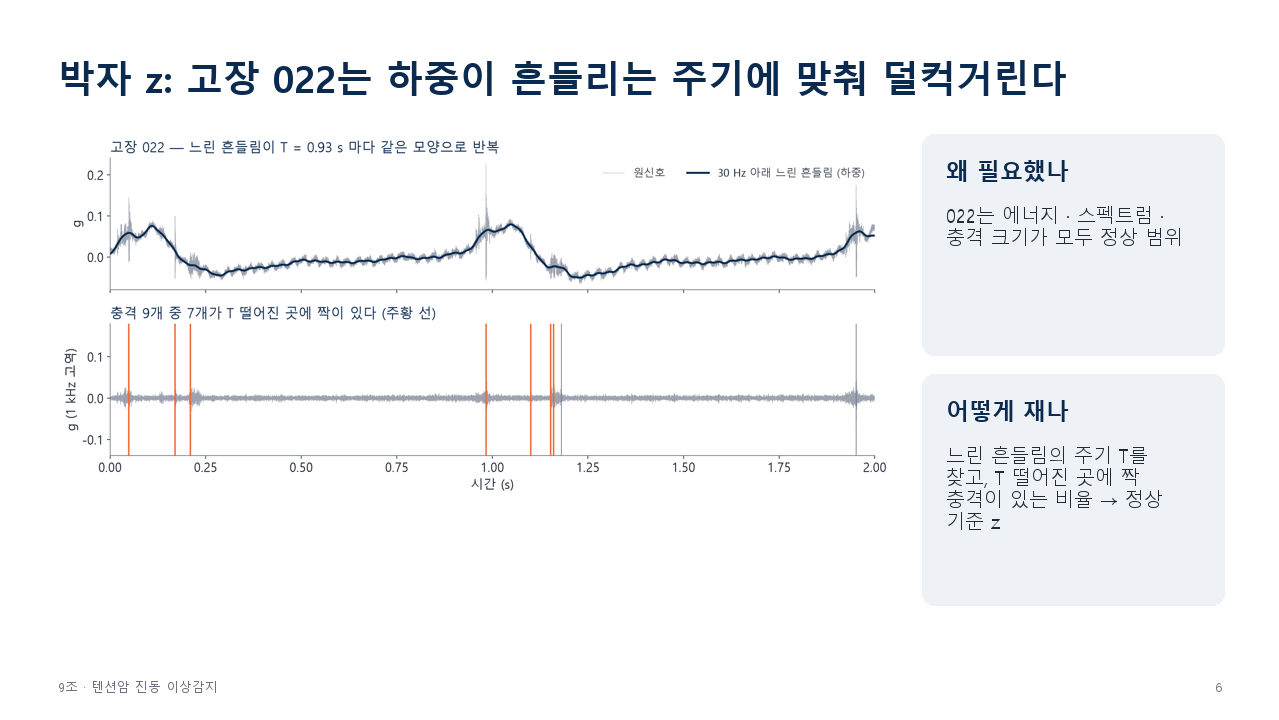 박자 z: 고장 022는 하중이 흔들리는 주기에 맞춰 덜컥거린다
고장 022 — 느린 흔들림이 T = 0.93 s 마다 같은 모양으로 반복
원신호
30 Hz 아래 느린 흔들림 (하중)
0.2
0.1
0.0
g
충격 9개 중 7개가 T 떨어진 곳에 짝이 있다 (주황 선)
0.1
0.0
-0.1
g (1 kHz 고역)
0.00 0.25 0.50 0.75 1.00 1.25 1.50 1.75 2.00
시간 (s)
왜 필요했나
022는 에너지 · 스펙트럼 ·
충격 크기가 모두 정상 범위
어떻게 재나
느린 흔들림의 주기 T를
찾고, T 떨어진 곳에 짝
충격이 있는 비율 → 정상
기준 z
9조 · 텐션암 진동 이상감지
6